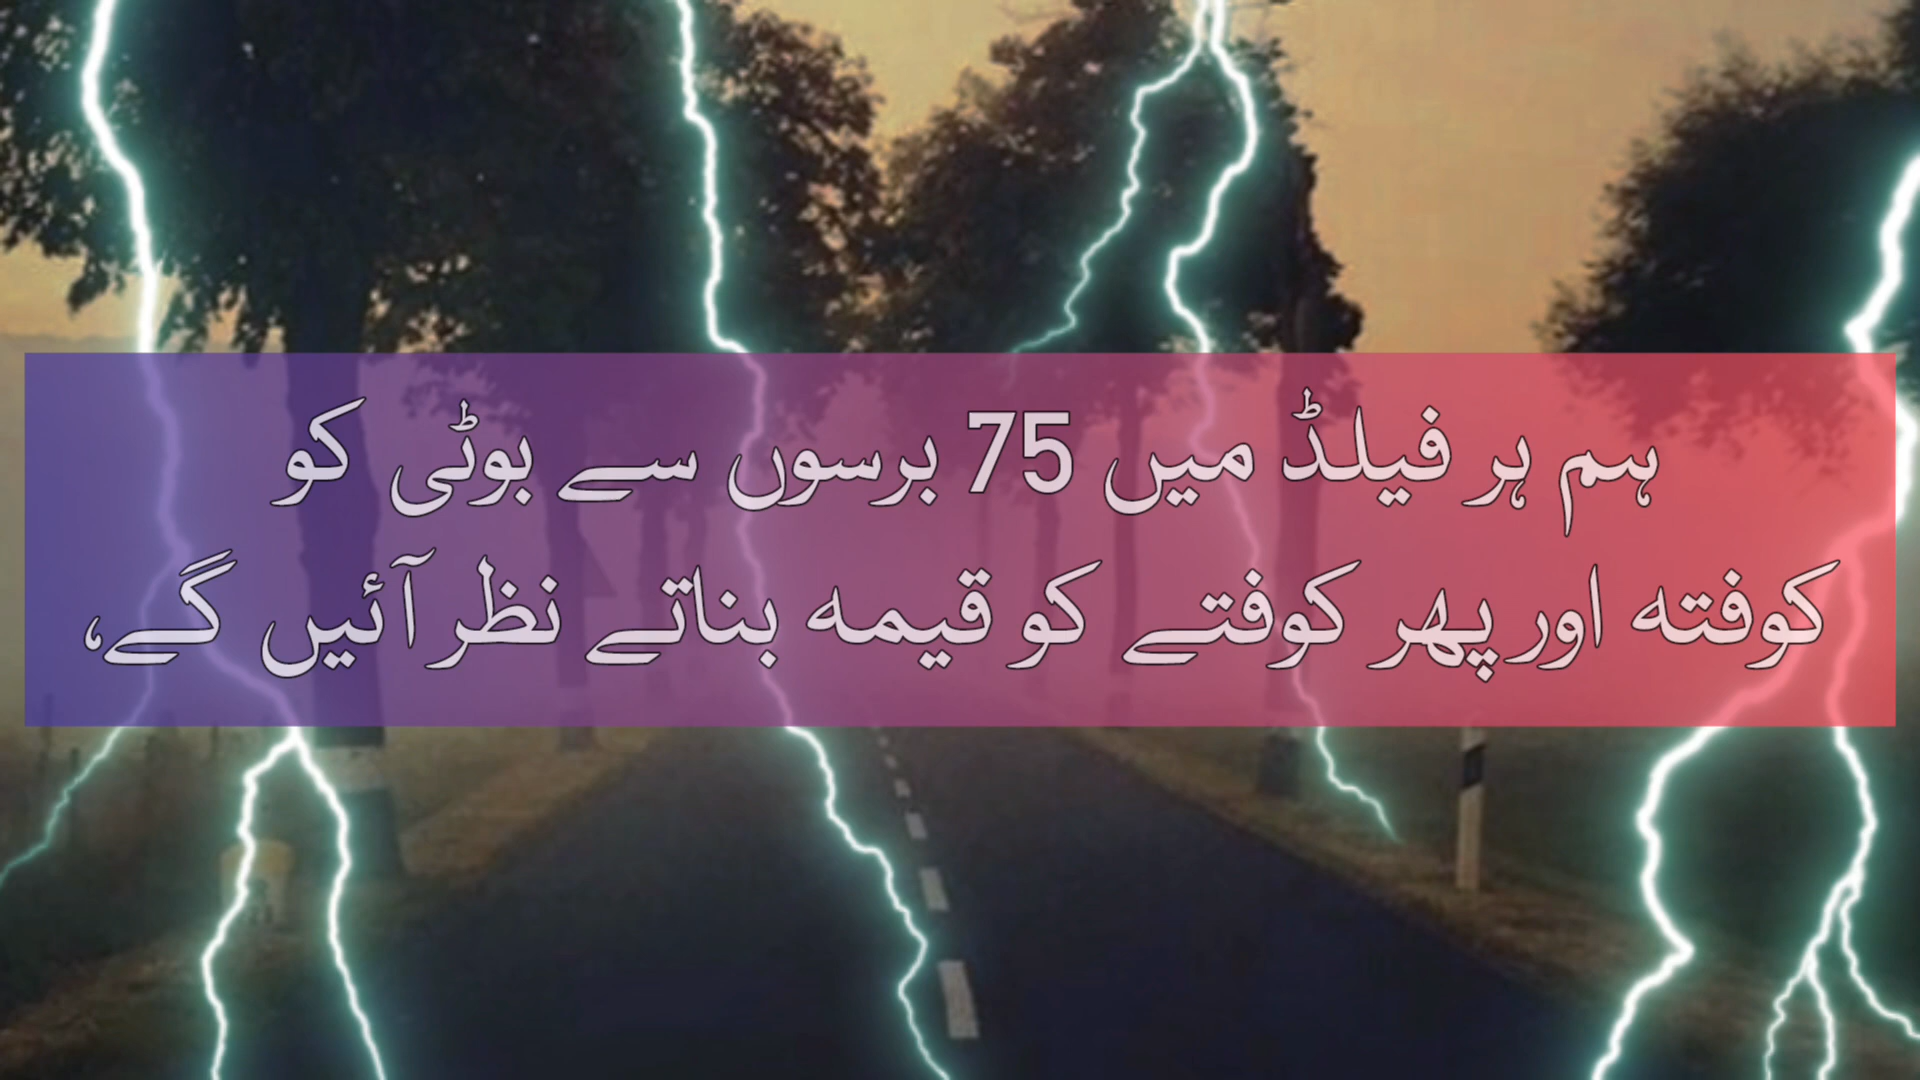 ہم ہر فیلڈ میں 75 برسوں سے بوٹی کو
کوفتہ اور پھر کوفتے کو قیمہ بناتے نظر آئیں گے،